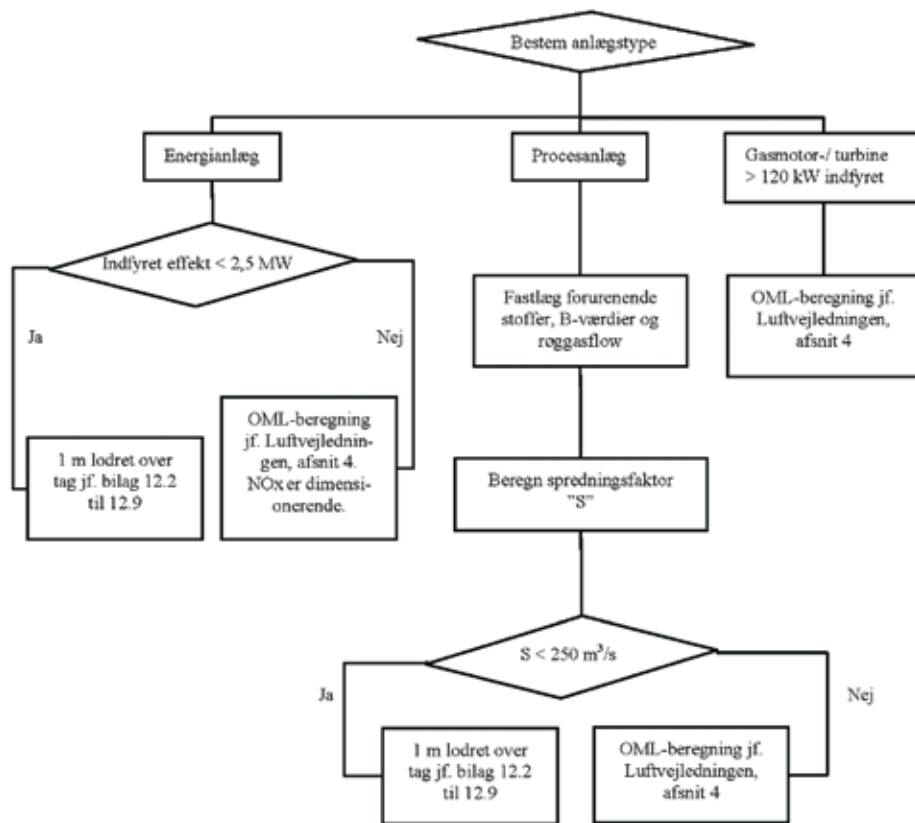 Bestem anlægstype
Energianlæg
Procesanlæg
Gasmotor-/ turbine
> 120 kW indfyret
Indfyret effekt < 2,5 MW
Ja
Nej
1 m lodret over
tag jf. bilag 12.2
til 12.9
OML-beregning
jf. Luftvejlednin-
gen, afsnit 4.
NOx er dimensi-
onerende.
Fastlæg forurenende
stoffer, B-værdier og
røggasflow
OML-beregning jf.
Luftvejledningen,
afsnit 4
Beregn spredningsfaktor
"S"
S < 250 m³/s
Ja
Nej
1 m lodret over
tag jf. bilag 12.2
til 12.9
OML-beregning jf.
Luftvejledningen,
afsnit 4